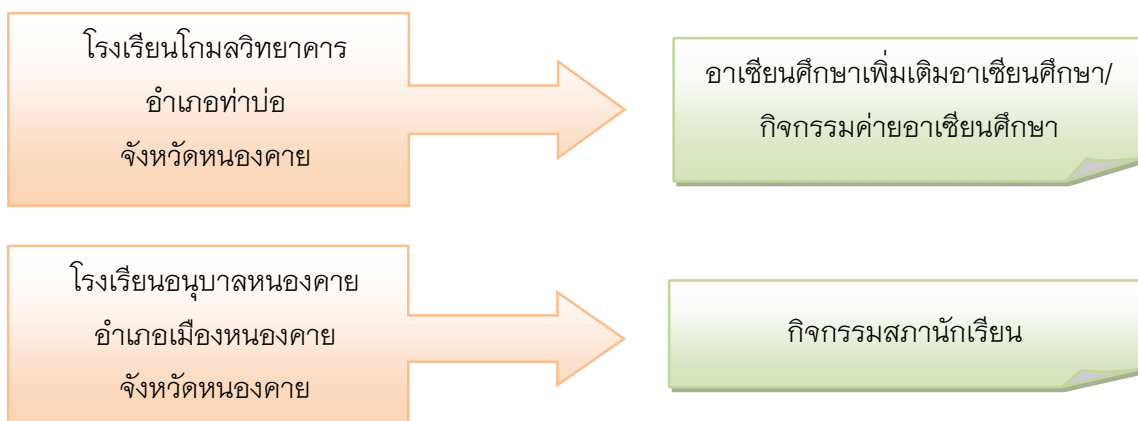 โรงเรียนโกมลวิทยาคาร
อำเภอท่าบ่อ
จังหวัดหนองคาย
อาเซียนศึกษาเพิ่มเติมอาเซียนศึกษา/
กิจกรรมค่ายอาเซียนศึกษา
โรงเรียนอนุบาลหนองคาย
อำเภอเมืองหนองคาย
จังหวัดหนองคาย
กิจกรรมสภานักเรียน